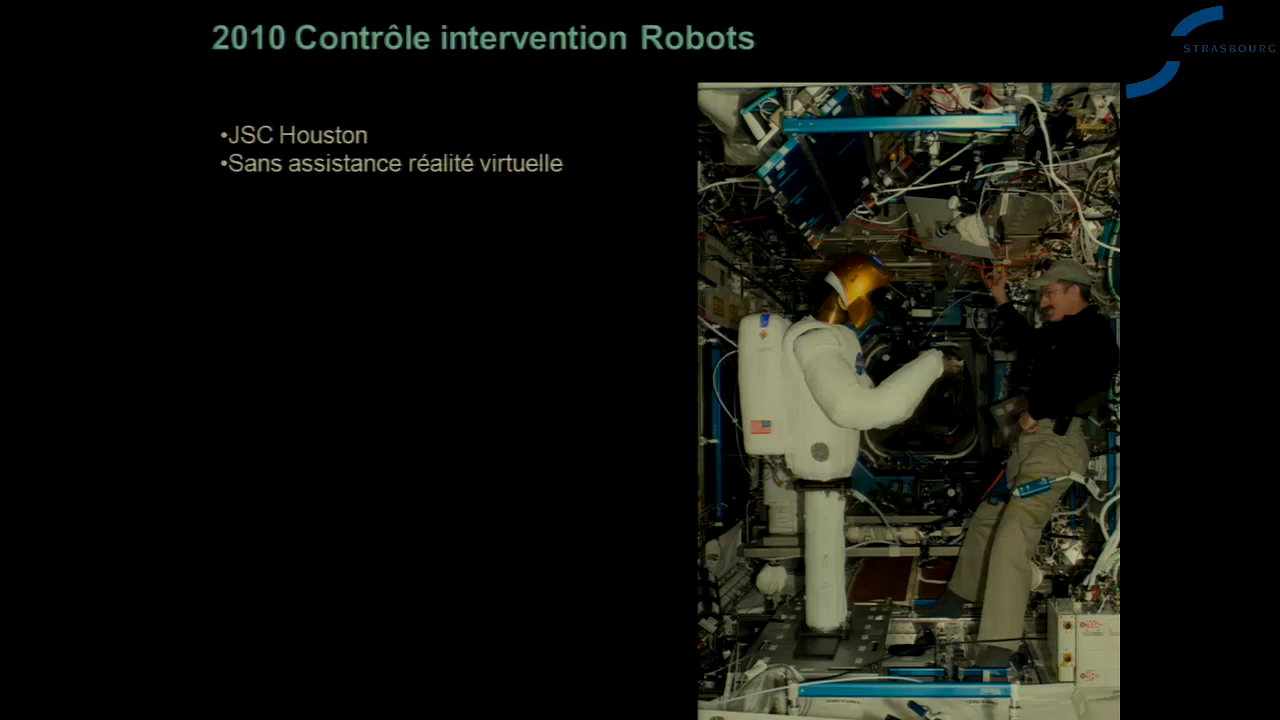 2010 Contrôle intervention Robots
STRASBOURG
•JSC Houston
•Sans assistance réalité virtuelle